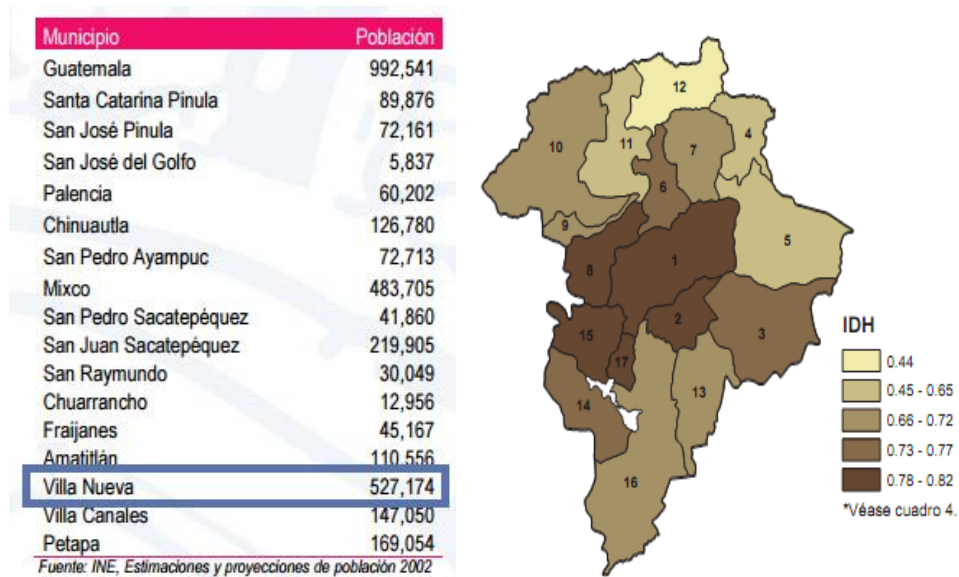 Municipio Población
Guatemala 992,541
Santa Catarina Pinula 89,876
San José Pinula 72,161
San José del Golfo 5,837
Palencia 60,202
Chinuautla 126,780
San Pedro Ayampuc 72,713
Mixco 483,705
San Pedro Sacatepéquez 41,860
San Juan Sacatepéquez 219,905
San Raymundo 30,049
Chuarrancho 12,956
Fraijanes 45,167
Amatitlán 110,556
Villa Nueva 527,174
Villa Canales 147,050
Petapa 169,054
Fuente: INE, Estimaciones y proyecciones de población 2002
12
4
11
10
7
6
9
5
1
8
2
3
15
17
13
14
16
IDH
0.44
0.45 - 0.65
0.66 - 0.72
0.73 - 0.77
0.78 - 0.82
*Véase cuadro 4.